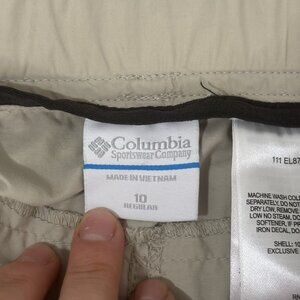 Columbia
Sportswear Company
MADE IN VIETNAM
10
REGULAR
111 EL87
MACHINE WASH COL
SEPARATELY, DO NOT
DRY LOW, REMOVE
LOW NO STEAM, DO
SOFTENER, IF P
IRON DECAL, DO
SHELL: 10
EXCLUSIVE